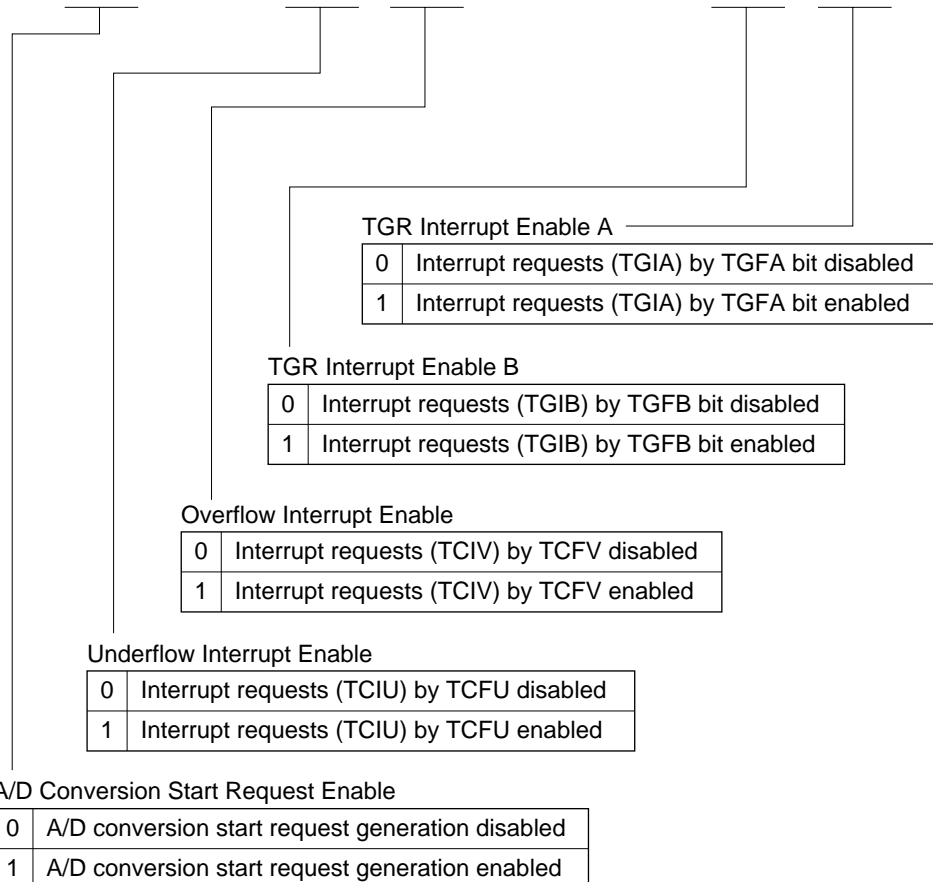 TGR Interrupt Enable A
0 Interrupt requests (TGIA) by TGFA bit disabled
1 Interrupt requests (TGIA) by TGFA bit enabled
TGR Interrupt Enable B
0 Interrupt requests (TGIB) by TGFB bit disabled
1 Interrupt requests (TGIB) by TGFB bit enabled
Overflow Interrupt Enable
0 Interrupt requests (TCIV) by TCFV disabled
1 Interrupt requests (TCIV) by TCFV enabled
Underflow Interrupt Enable
0 Interrupt requests (TCIU) by TCFU disabled
1 Interrupt requests (TCIU) by TCFU enabled
A/D Conversion Start Request Enable
0 A/D conversion start request generation disabled
1 A/D conversion start request generation enabled